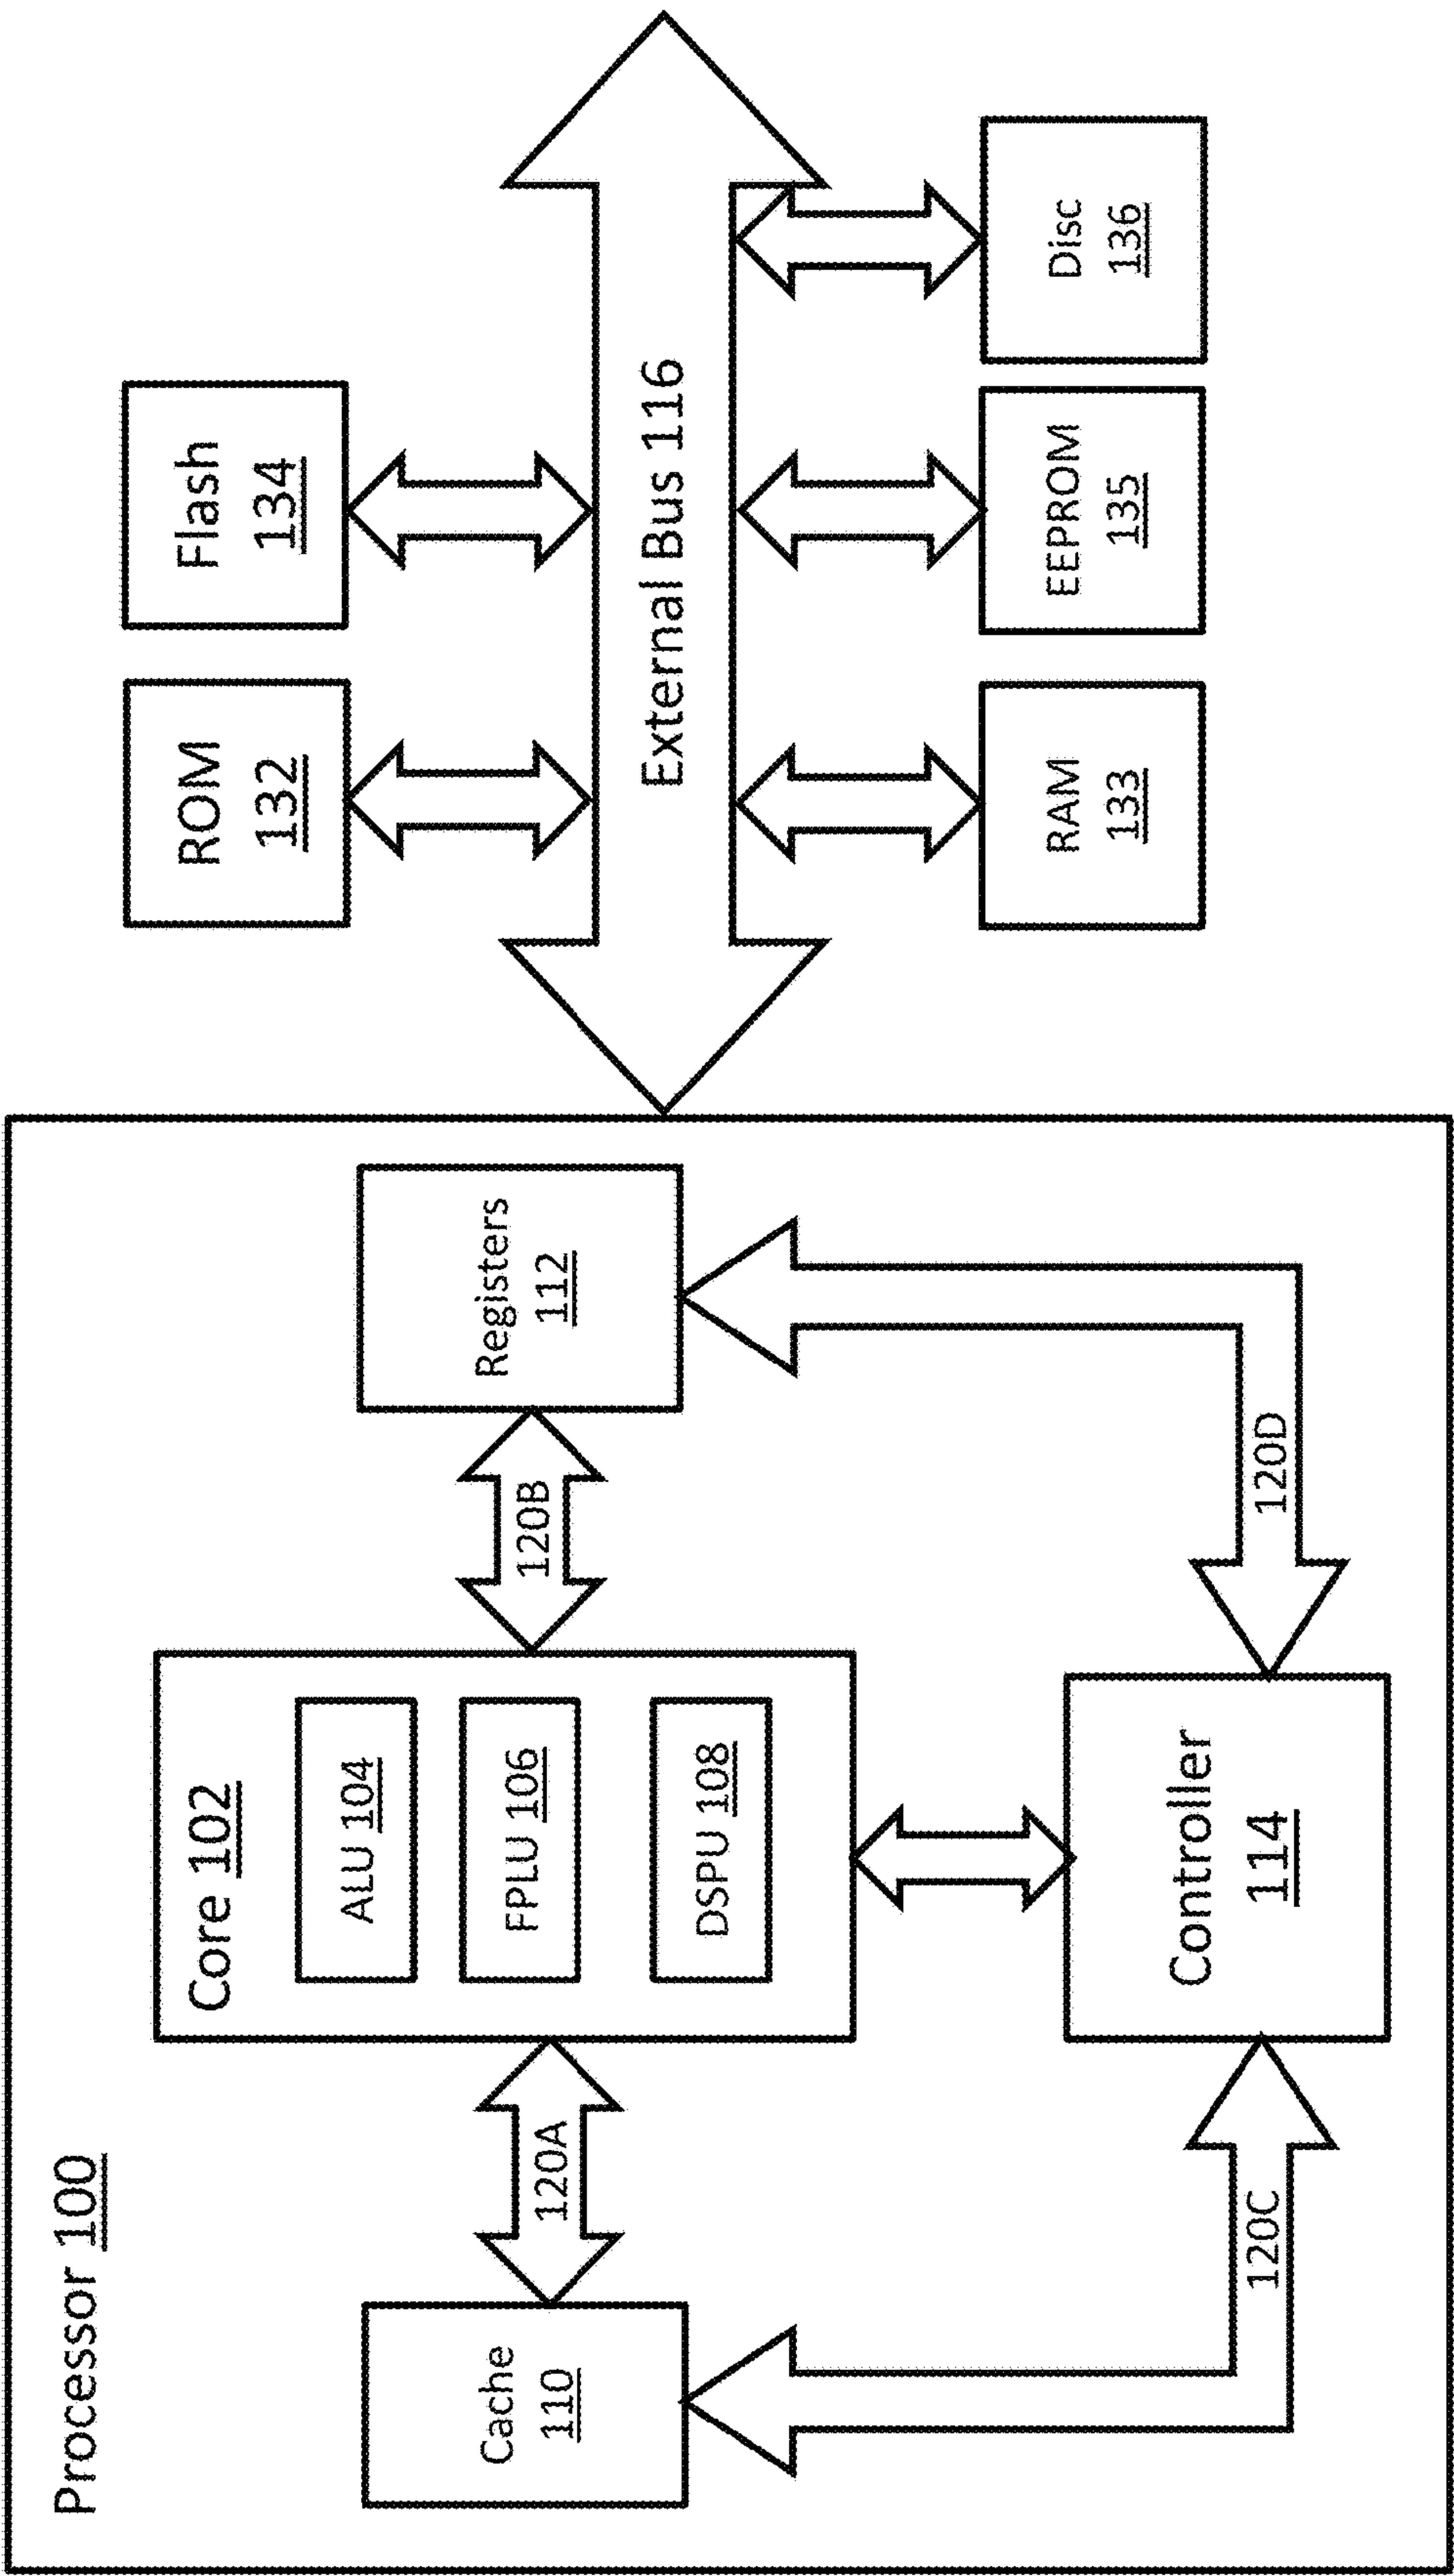 Processor 100
Core 102
ALU 104
FPLU 106
DSPU 108
Cache
110
120A
120B
Registers
112
Controller
114
120C
120D
ROM
132
Flash
134
External Bus 116
RAM
133
EEPROM
135
Disc
136